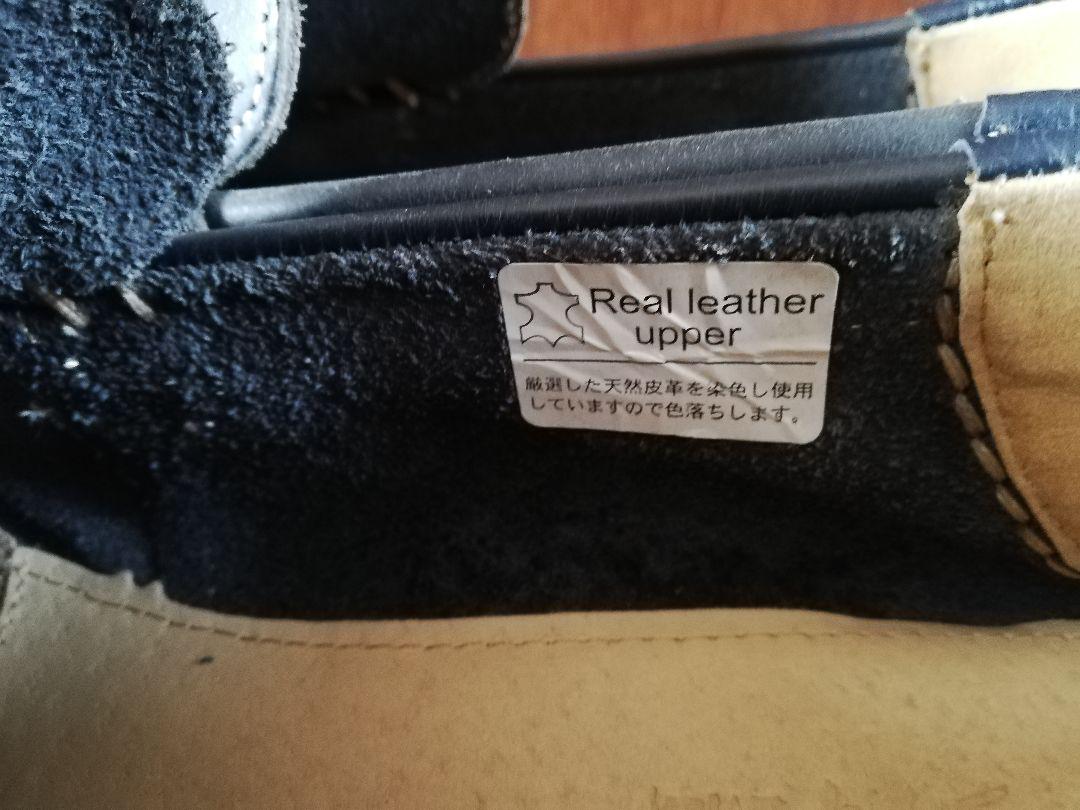 Real leather
upper
厳選した天然皮革を染色し使用
していますので色落ちします。